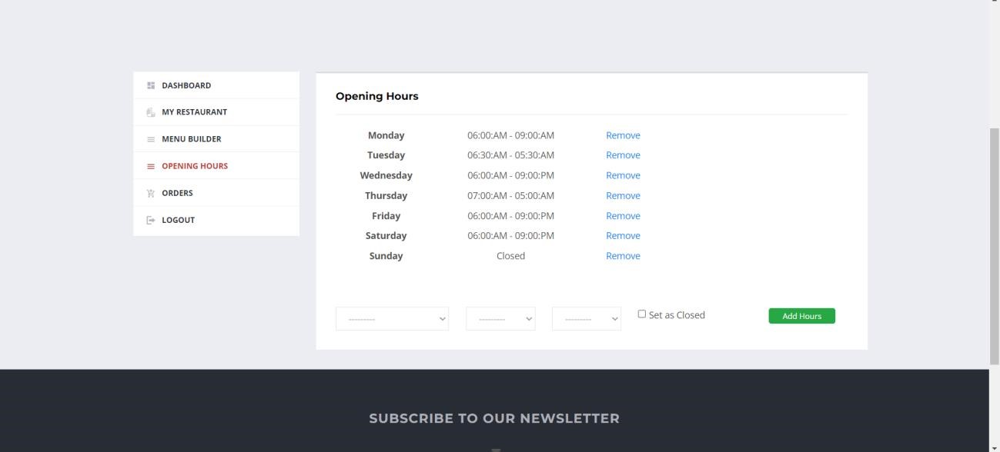 DASHBOARD
MY RESTAURANT
MENU BUILDER
OPENING HOURS
ORDERS
LOGOUT
Opening Hours
Monday 06:00:AM - 09:00:AM Remove
Tuesday 06:30:AM - 05:30:AM Remove
Wednesday 06:00:AM - 09:00:PM Remove
Thursday 07:00:AM - 05:00:AM Remove
Friday 06:00:AM - 09:00:PM Remove
Saturday 06:00:AM - 09:00:PM Remove
Sunday Closed Remove
--------- --------- --------- Set as Closed Add Hours
SUBSCRIBE TO OUR NEWSLETTER